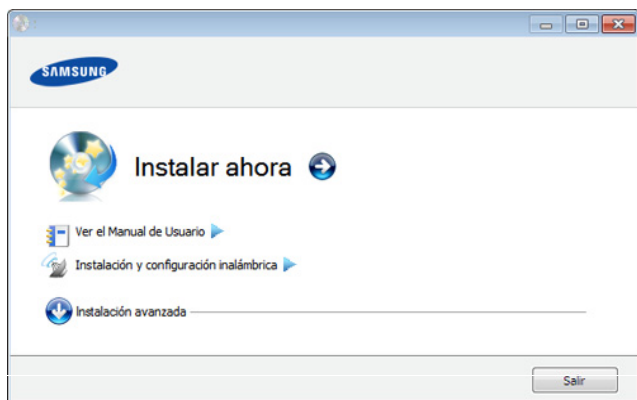 SAMSUNG
Instalar ahora
Ver el Manual de Usuario
Instalación y configuración inalámbrica
Instalación avanzada
Salir